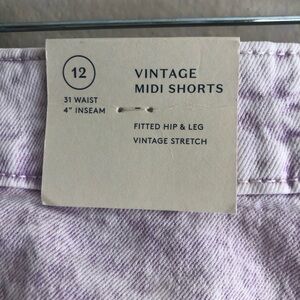 12
31 WAIST
4" INSEAM
VINTAGE
MIDI SHORTS
FITTED HIP & LEG
VINTAGE STRETCH